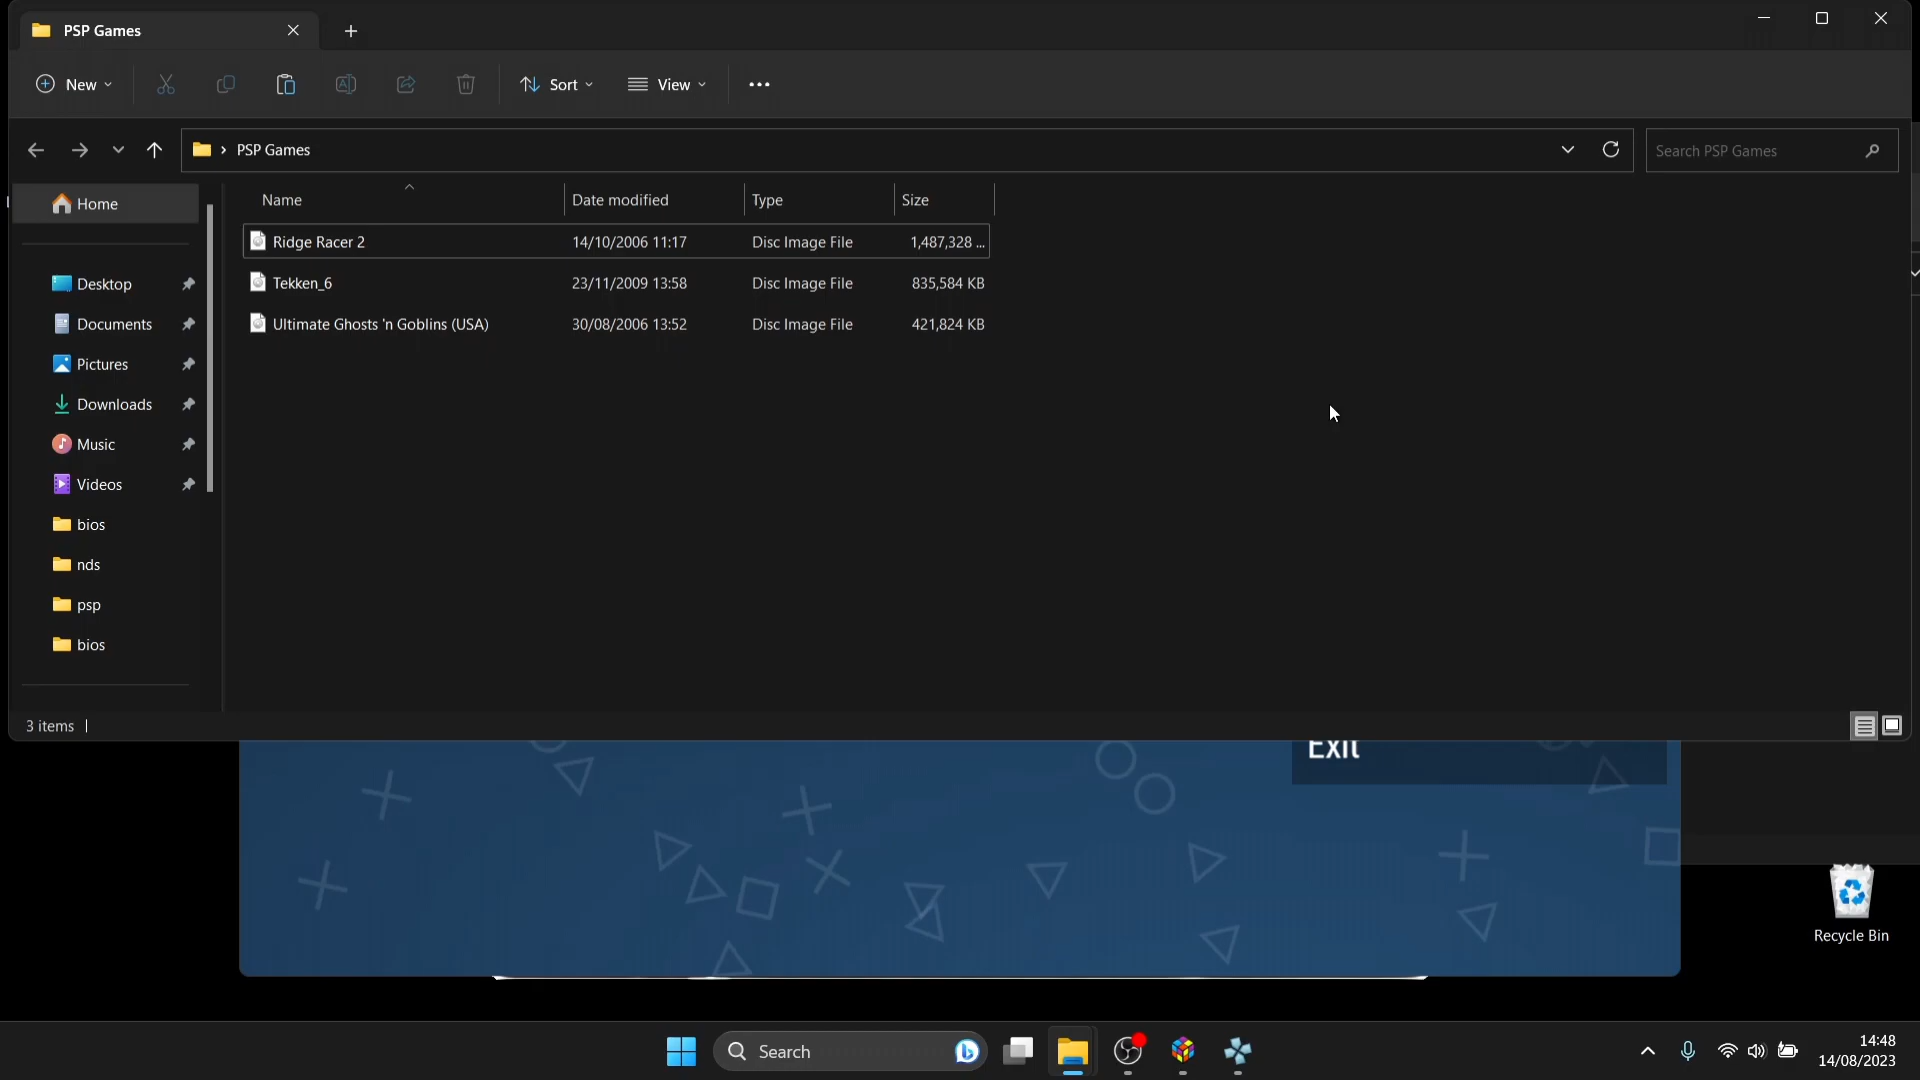 PSP Games
New
Sort
View
PSP Games
Search PSP Games
Home
Desktop
Documents
Pictures
Downloads
Music
Videos
bios
nds
psp
bios
Name Date modified Type Size
Ridge Racer 2 14/10/2006 11:17 Disc Image File 1,487,328 ...
Tekken_6 23/11/2009 13:58 Disc Image File 835,584 KB
Ultimate Ghosts 'n Goblins (USA) 30/08/2006 13:52 Disc Image File 421,824 KB
3 items
Exit
Recycle Bin
Search
14:48
14/08/2023